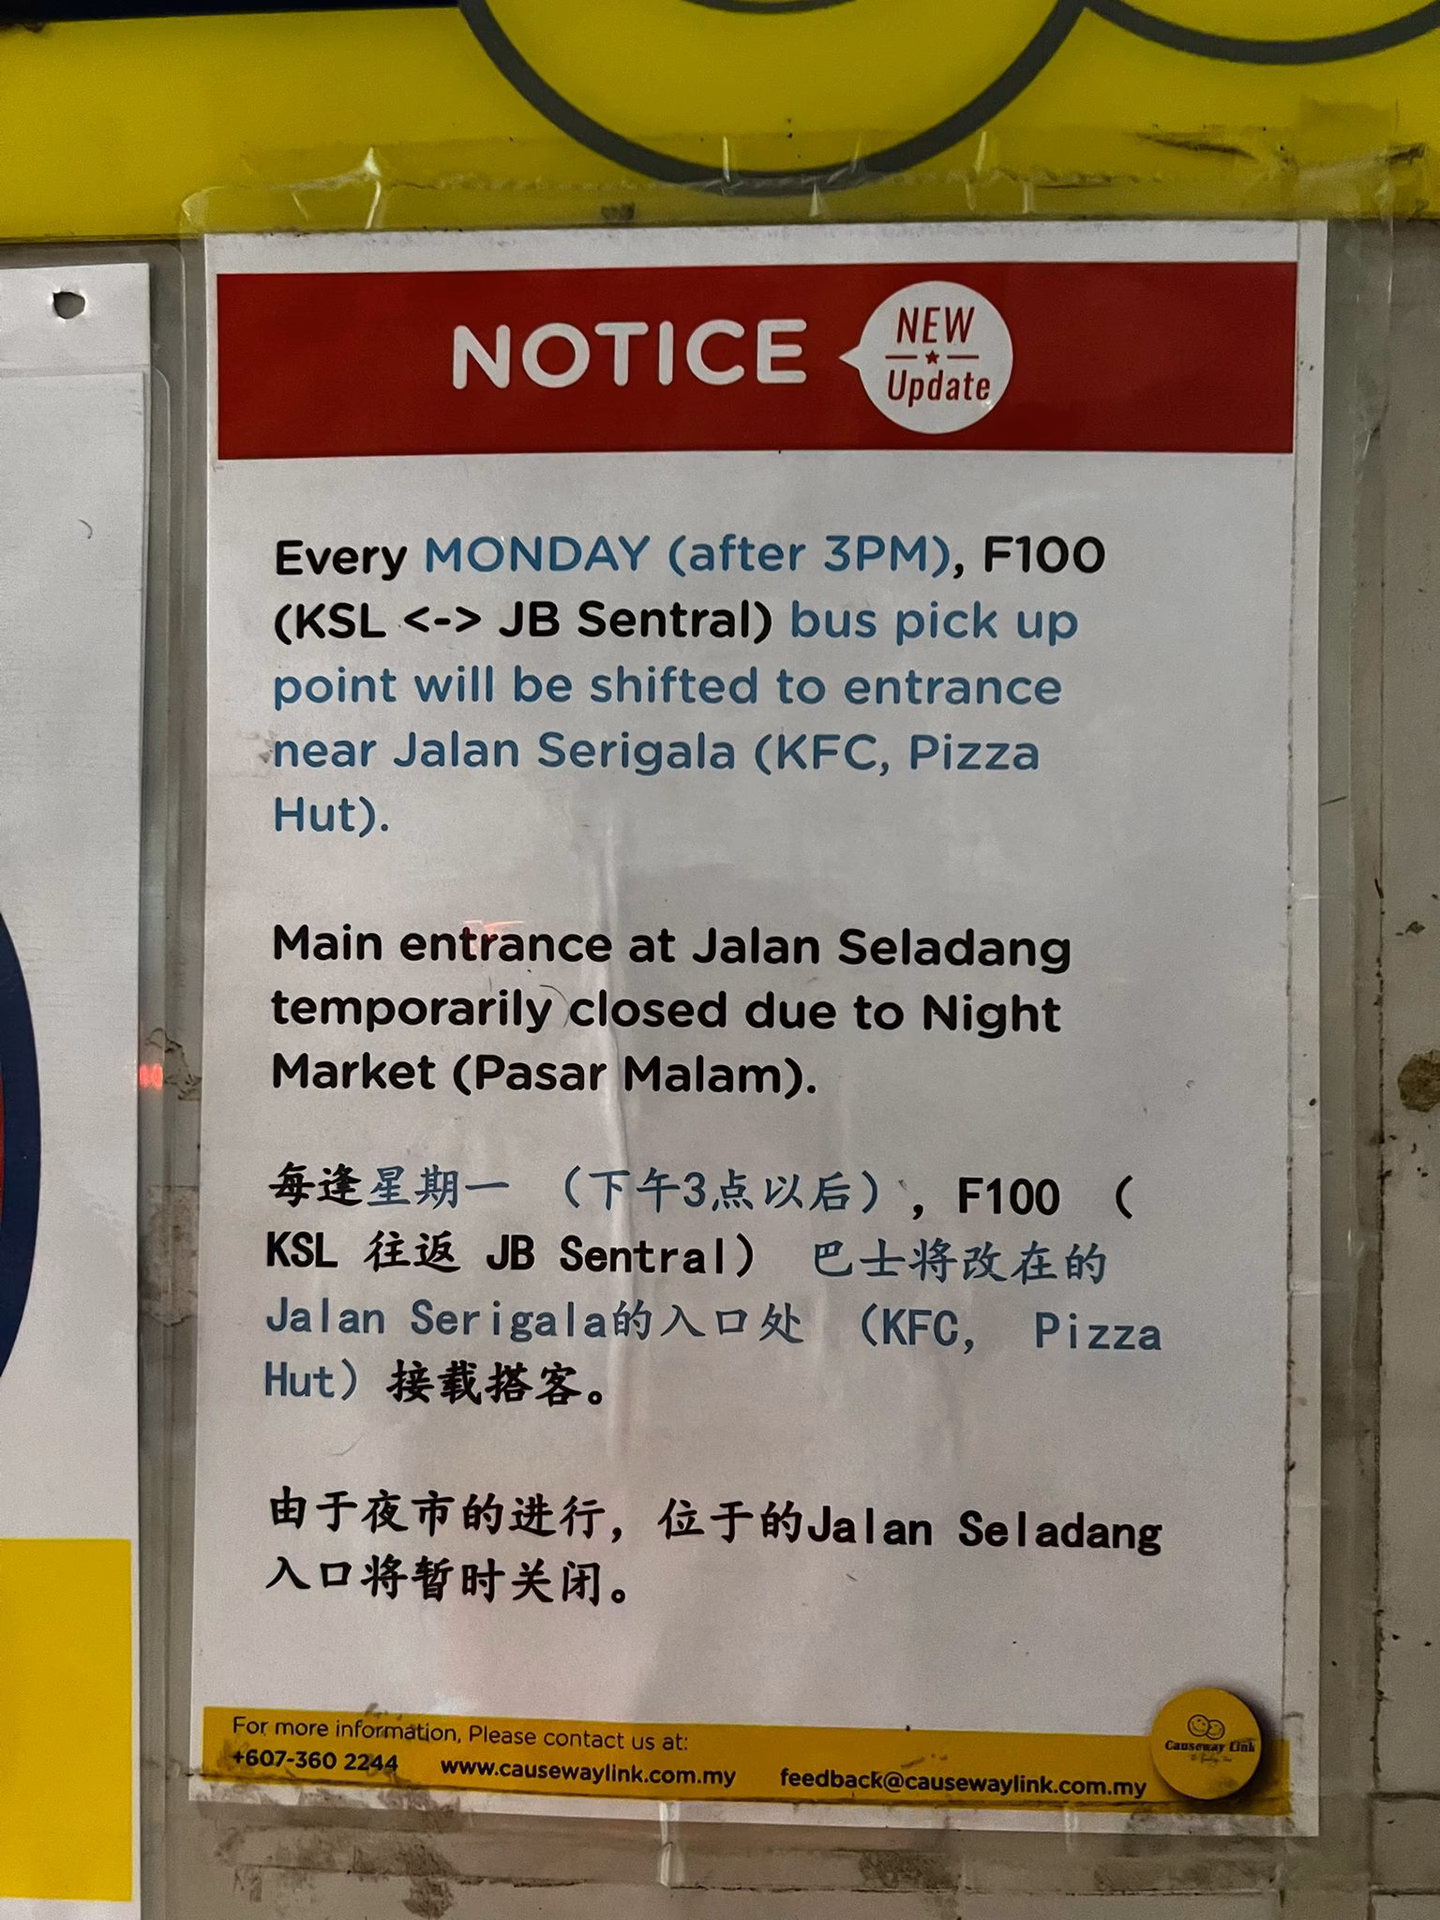 NOTICE
NEW
Update
Every MONDAY (after 3PM), F100
(KSL <-> JB Sentral) bus pick up
point will be shifted to entrance
near Jalan Serigala (KFC, Pizza
Hut).
Main entrance at Jalan Seladang
temporarily closed due to Night
Market (Pasar Malam).
每逢星期一 （下午3点以后），F100 （
KSL 往返 JB Sentral） 巴士将改在的
Jalan Serigala的入口处 （KFC, Pizza
Hut）接载搭客。
由于夜市的进行，位于的Jalan Seladang
入口将暂时关闭。
For more information, Please contact us at:
+607-360 2244 www.causewaylink.com.my feedback@causewaylink.com.my
Causeway Link